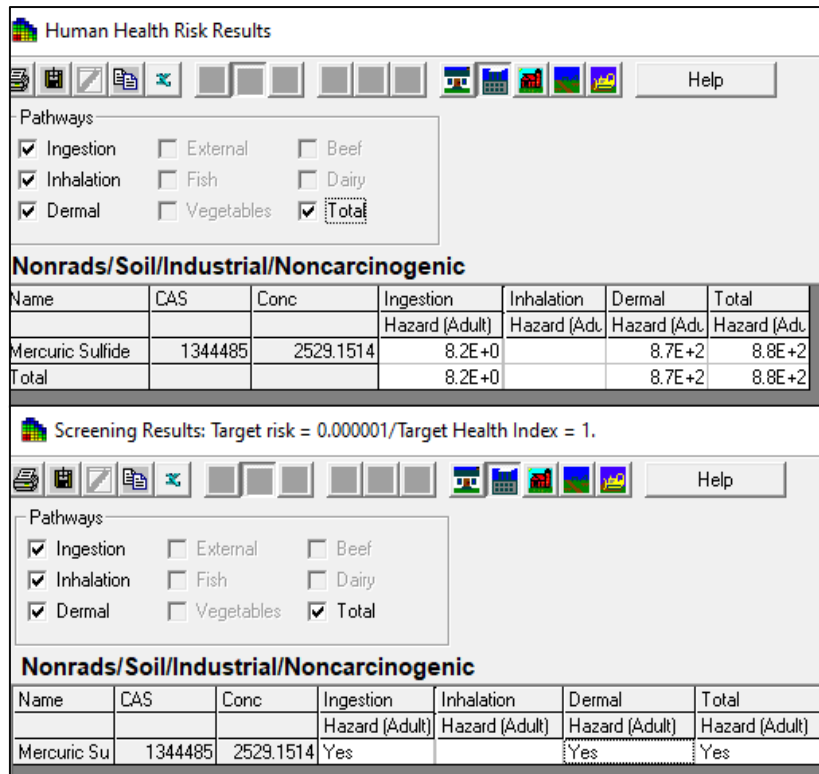 Human Health Risk Results
Help
Pathways
Ingestion External Beef
Inhalation Fish Dairy
Dermal Vegetables Total
Nonrads/Soil/Industrial/Noncarcinogenic
Name CAS Conc Ingestion Inhalation Dermal Total
Hazard (Adult) Hazard (Adu Hazard (Adu Hazard (Adu
Mercuric Sulfide 1344485 2529.1514 8.2E+0 8.7E+2 8.8E+2
Total 8.2E+0 8.7E+2 8.8E+2
Screening Results: Target risk = 0.000001/Target Health Index = 1.
Help
Pathways
Ingestion External Beef
Inhalation Fish Dairy
Dermal Vegetables Total
Nonrads/Soil/Industrial/Noncarcinogenic
Name CAS Conc Ingestion Inhalation Dermal Total
Hazard (Adult) Hazard (Adult) Hazard (Adult) Hazard (Adult)
Mercuric Su 1344485 2529.1514 Yes Yes Yes